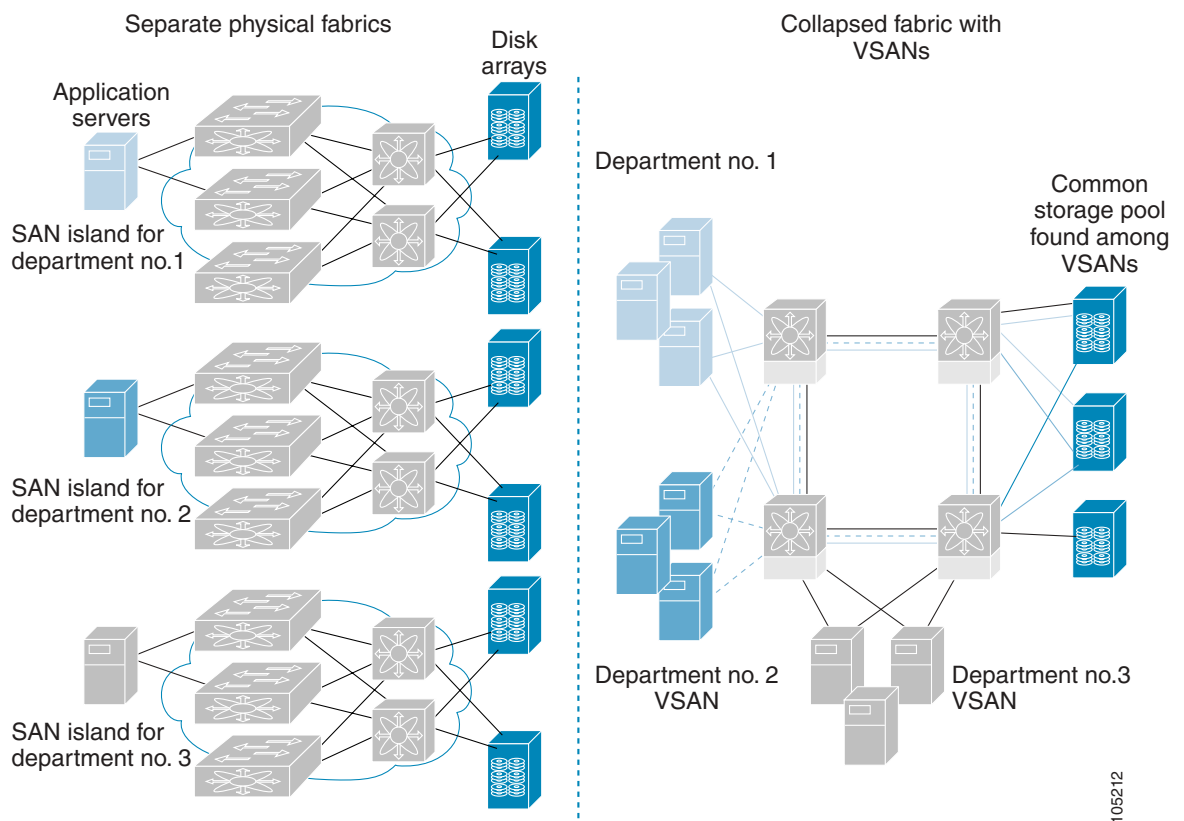 Separate physical fabrics
Disk
arrays
Application
servers
SAN island for
department no.1
SAN island for
department no. 2
SAN island for
department no. 3
Collapsed fabric with
VSANs
Department no. 1
Common
storage pool
found among
VSANs
Department no. 2
VSAN
Department no.3
VSAN
105212